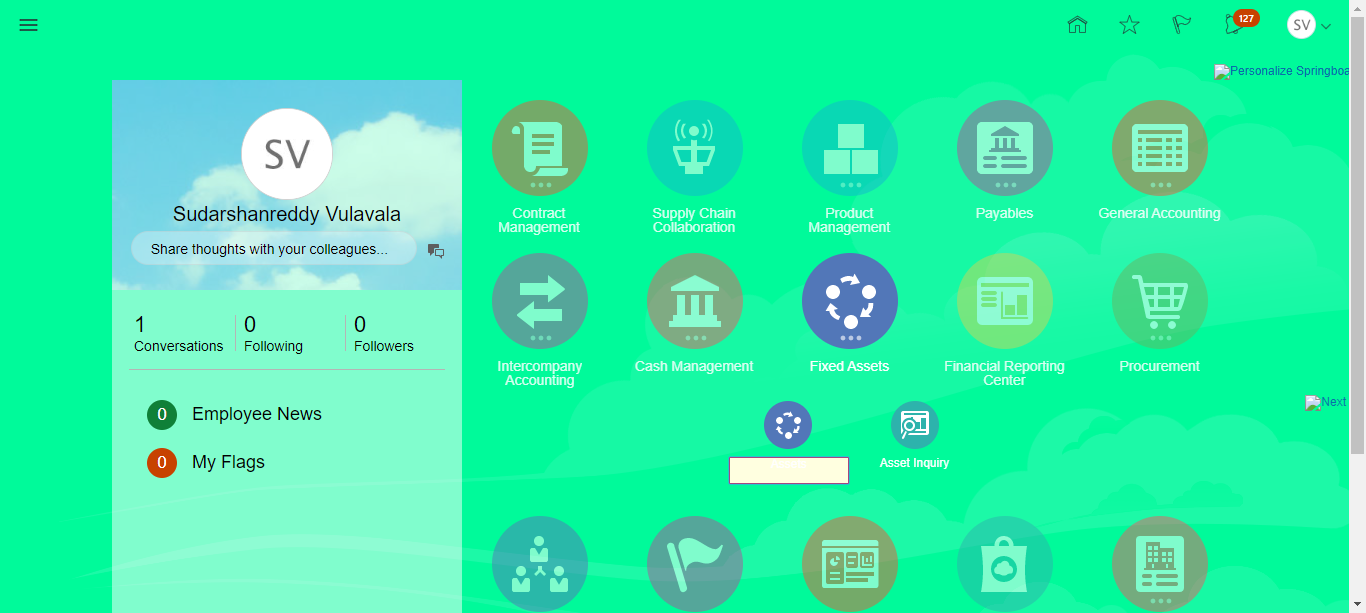 127
SV
Personalize Springboa
SV
Sudarshanreddy Vulavala
Share thoughts with your colleagues...
1
Conversations
0
Following
0
Followers
0
Employee News
0
My Flags
Contract
Management
Supply Chain
Collaboration
Product
Management
Payables
General Accounting
Intercompany
Accounting
Cash Management
Fixed Assets
Financial Reporting
Center
Procurement
Next
Asset Inquiry